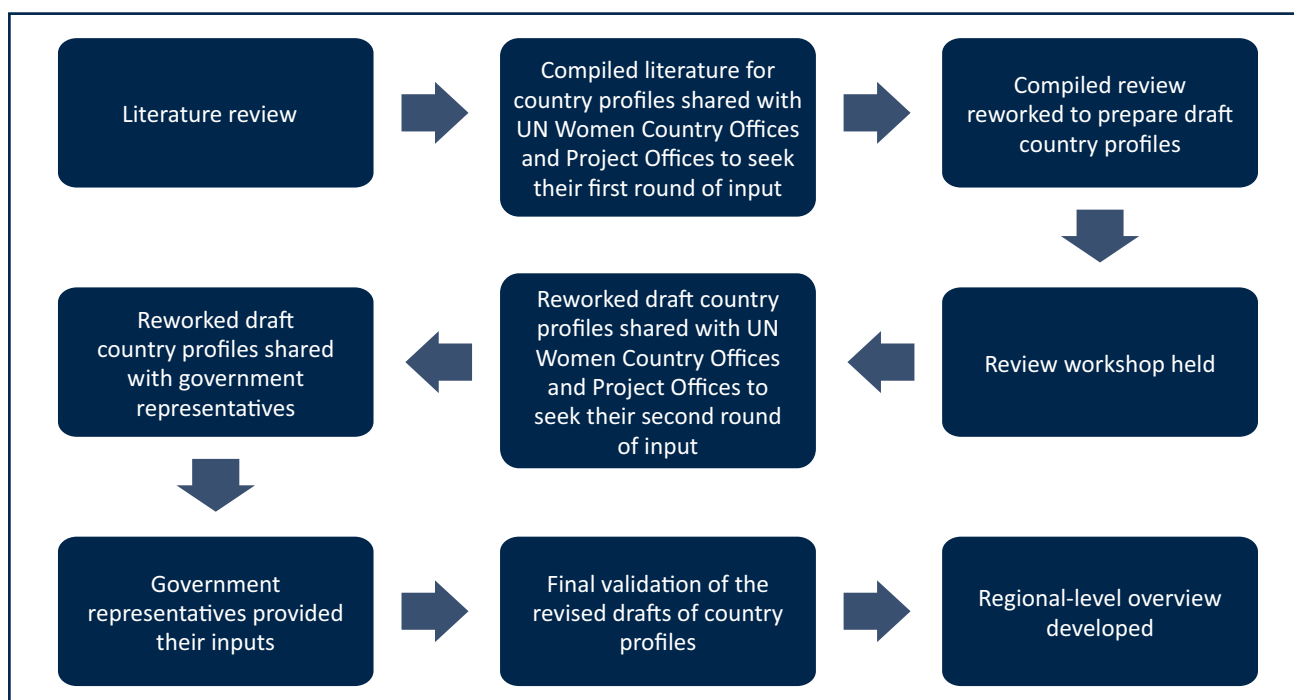 Literature review
Compiled literature for
country profiles shared with
UN Women Country Offices
and Project Offices to seek
their first round of input
Compiled review
reworked to prepare draft
country profiles
Review workshop held
Reworked draft country
profiles shared with UN
Women Country Offices
and Project Offices to
seek their second round
of input
Reworked draft
country profiles shared
with government
representatives
Government
representatives provided
their inputs
Final validation of the
revised drafts of country
profiles
Regional-level overview
developed